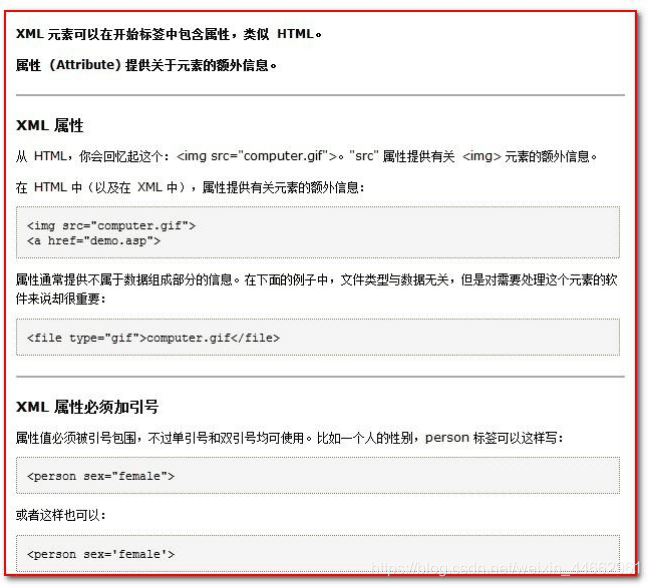 XML 元素可以在开始标签中包含属性，类似 HTML。
属性 (Attribute) 提供关于元素的额外信息。
XML 属性
从 HTML，你会回忆起这个：<img src="computer.gif">。"src" 属性提供有关 <img> 元素的额外信息。
在 HTML 中（以及在 XML 中），属性提供有关元素的额外信息：
<img src="computer.gif">
<a href="demo.asp">
属性通常提供不属于数据组成部分的信息。在下面的例子中，文件类型与数据无关，但是对需要处理这个元素的软
件来说却很重要：
<file type="gif">computer.gif</file>
XML 属性必须加引号
属性值必须被引号包围，不过单引号和双引号均可使用。比如一个人的性别，person 标签可以这样写：
<person sex="female">
或者这样也可以：
<person sex='female'>
https://blog.csdn.net/weixin_44662961